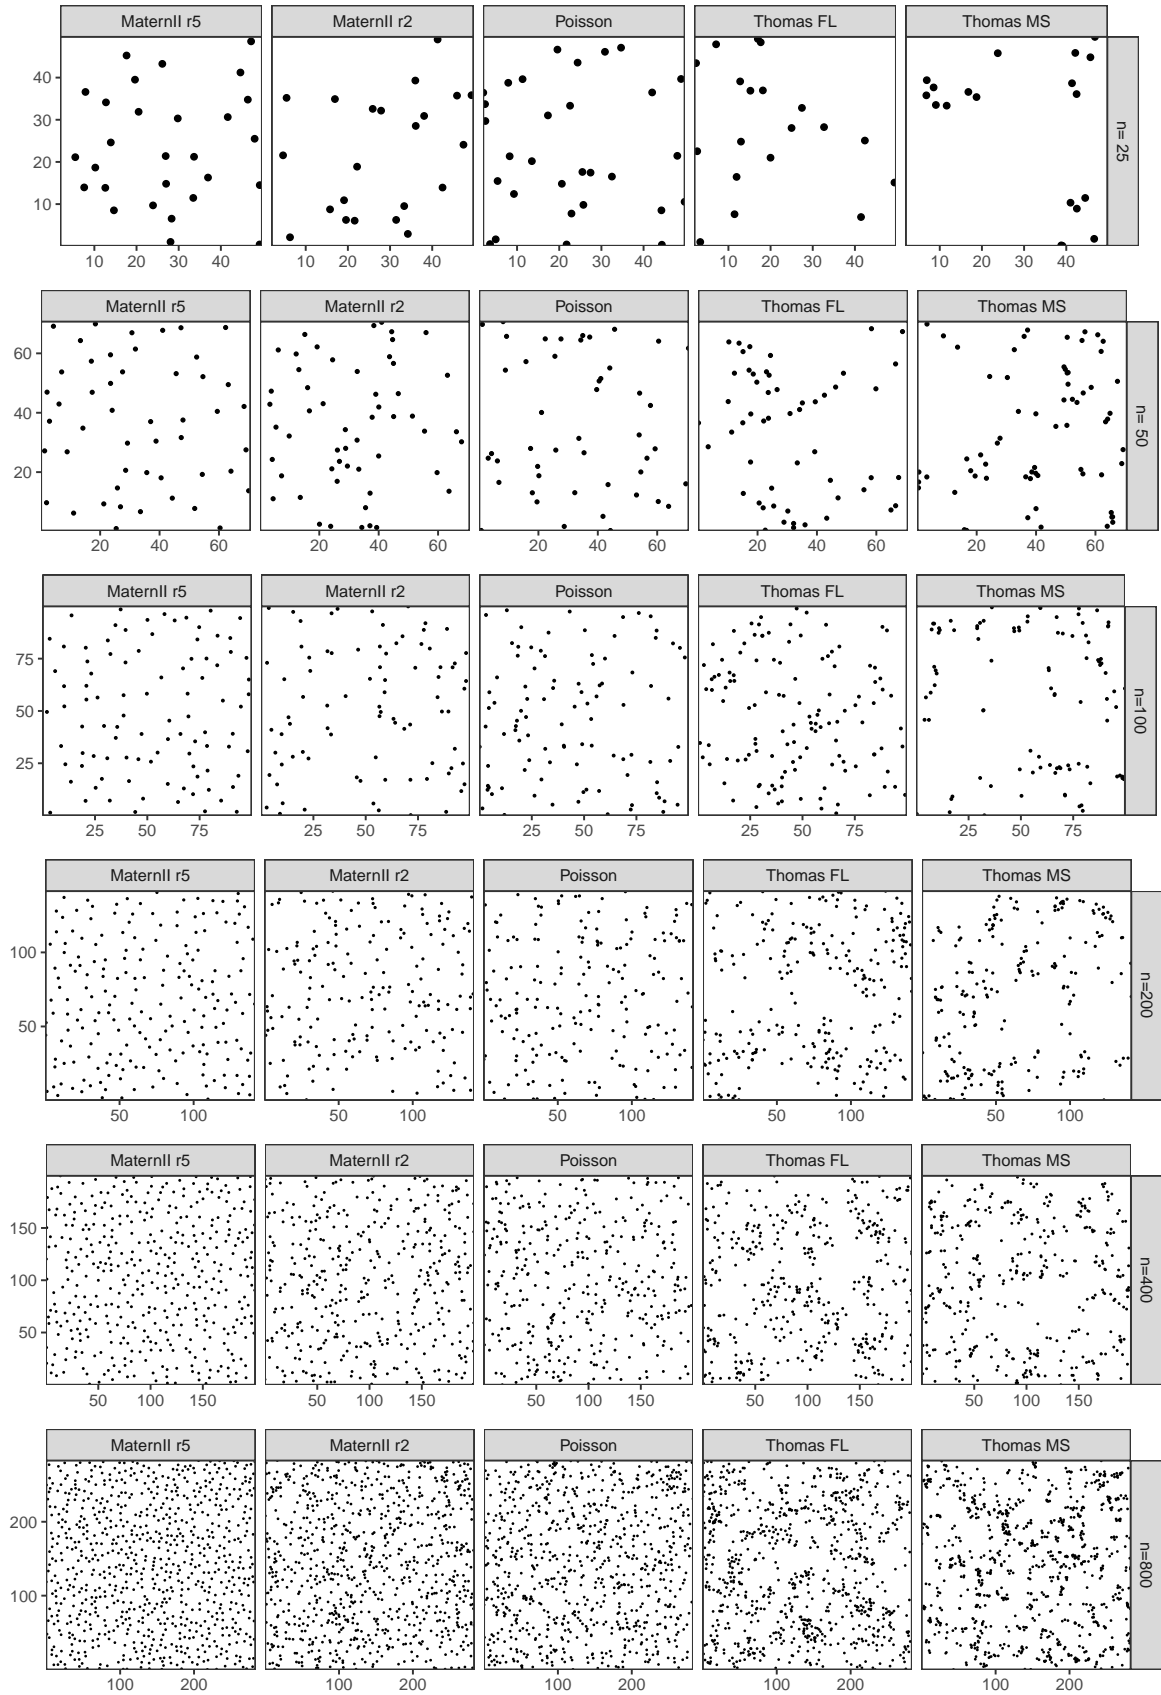 MaternII r5 MaternII r2 Poisson Thomas FL Thomas MS
40
30
20
10
n= 25
10 20 30 40 10 20 30 40 10 20 30 40 10 20 30 40 10 20 30 40
MaternII r5 MaternII r2 Poisson Thomas FL Thomas MS
60
40
20
n= 50
20 40 60 20 40 60 20 40 60 20 40 60 20 40 60
MaternII r5 MaternII r2 Poisson Thomas FL Thomas MS
75
50
25
n=100
25 50 75 25 50 75 25 50 75 25 50 75 25 50 75
MaternII r5 MaternII r2 Poisson Thomas FL Thomas MS
100
50
n=200
50 100 50 100 50 100 50 100 50 100
MaternII r5 MaternII r2 Poisson Thomas FL Thomas MS
150
100
50
n=400
50 100 150 50 100 150 50 100 150 50 100 150 50 100 150
MaternII r5 MaternII r2 Poisson Thomas FL Thomas MS
200
100
n=800
100 200 100 200 100 200 100 200 100 200